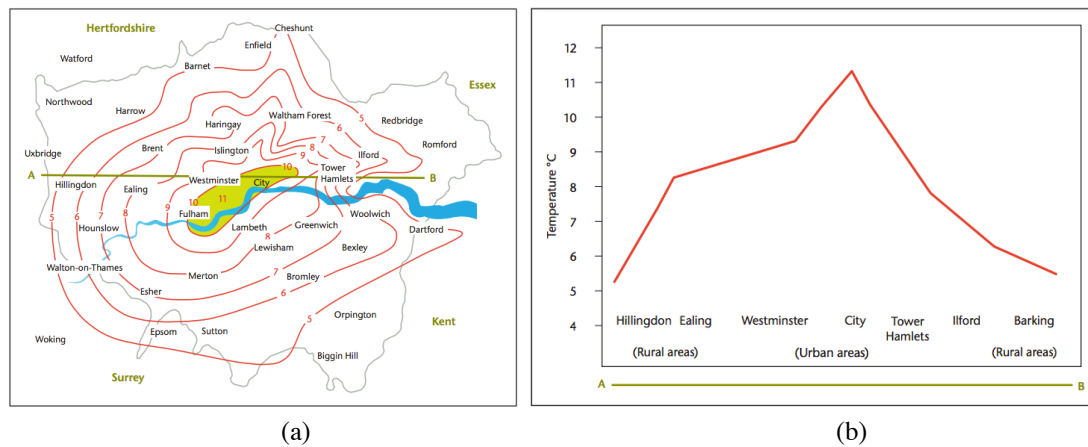 Hertfordshire
Cheshunt
Enfield
Watford
Barnet
Essex
Northwood
Harrow
Waltham Forest
5
Redbridge
Haringay
6
7
Romford
Brent
8
Uxbridge
Islington
9
Ilford
A
Westminster
10
Tower
Hamlets
B
Hillingdon
Ealing
City
5
6
7
8
9
10
11
Fulham
Woolwich
Hounslow
Lambeth
Greenwich
Dartford
8
Lewisham
Bexley
Walton-on-Thames
Merton
7
Bromley
Esher
6
Orpington
Kent
5
Epsom
Sutton
Woking
Biggin Hill
Surrey
(a)
Temperature °C
12
11
10
9
8
7
6
5
4
Hillingdon Ealing Westminster City Tower Hamlets Ilford Barking
(Rural areas) (Urban areas) (Rural areas)
A B
(b)